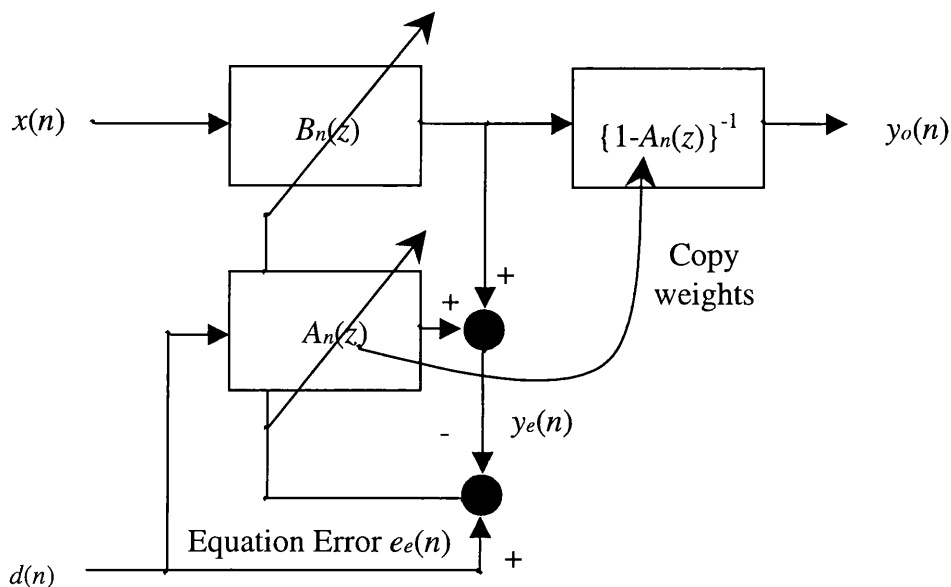 x(n)
Bn(z)
{1-An(z)}^-1
yo(n)
Copy
weights
+
+
An(z)
ye(n)
-
Equation Error ee(n)
+
d(n)